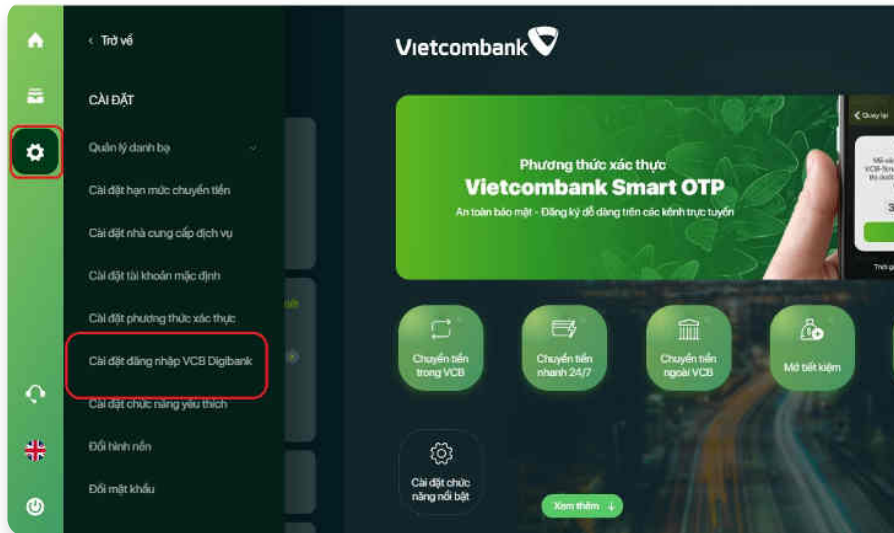 Trở về
CÀI ĐẶT
Quản lý danh bạ
Cài đặt hạn mức chuyển tiền
Cài đặt nhà cung cấp dịch vụ
Cài đặt tài khoản mặc định
Cài đặt phương thức xác thực
Cài đặt đăng nhập VCB Digibank
Cài đặt chức năng yêu thích
Đổi hình nền
Đổi mật khẩu
Vietcombank
Phương thức xác thực
Vietcombank Smart OTP
An toàn bảo mật - Đăng ký dễ dàng trên các kênh trực tuyến
Quay lại
Chuyển tiền
trong VCB
Chuyển tiền
nhanh 24/7
Chuyển tiền
ngoài VCB
Mở tiết kiệm
Cài đặt chức
năng nổi bật
Xem thêm